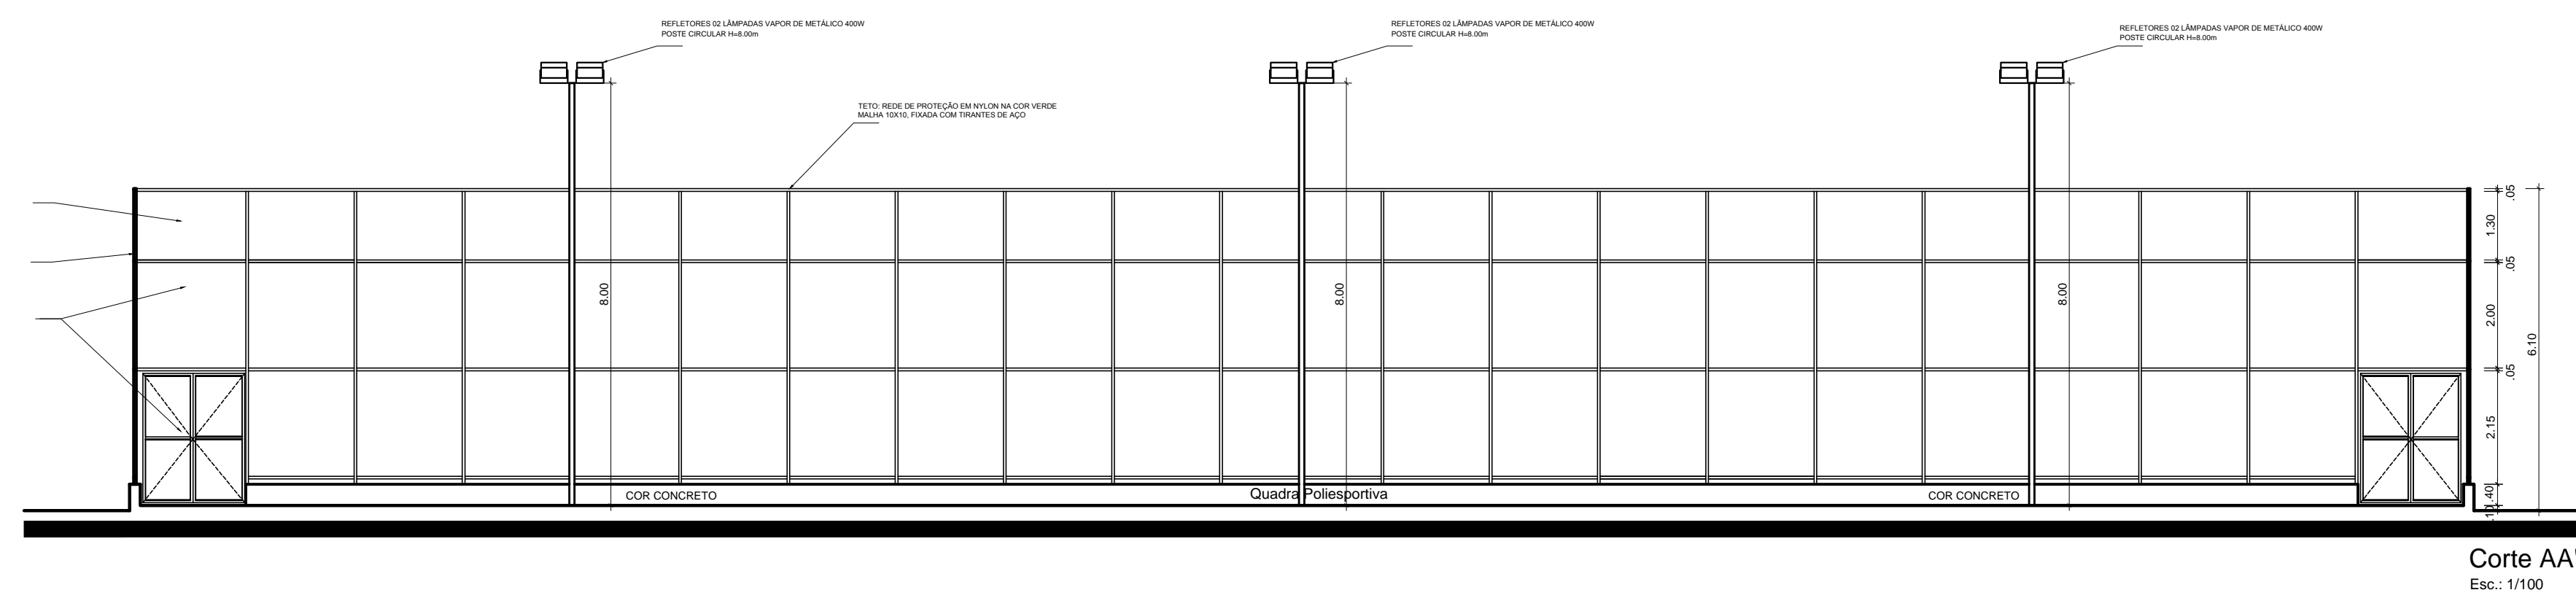 REFLETORES 02 LÂMPADAS VAPOR DE METÁLICO 400W
POSTE CIRCULAR H=8.00m
REFLETORES 02 LÂMPADAS VAPOR DE METÁLICO 400W
POSTE CIRCULAR H=8.00m
REFLETORES 02 LÂMPADAS VAPOR DE METÁLICO 400W
POSTE CIRCULAR H=8.00m
TETO: REDE DE PROTEÇÃO EM NYLON NA COR VERDE
MALHA 10X10, FIXADA COM TIRANTES DE AÇO
8.00
8.00
8.00
.05
1.30
.05
2.00
.05
2.15
.40
.10
6.10
COR CONCRETO
Quadra Poliesportiva
COR CONCRETO
Corte AA'
Esc.: 1/100